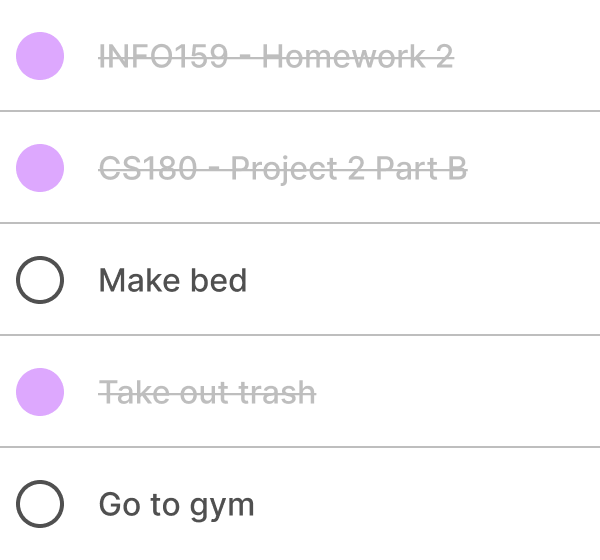 INFO159 - Homework 2
CS180 - Project 2 Part B
Make bed
Take out trash
Go to gym